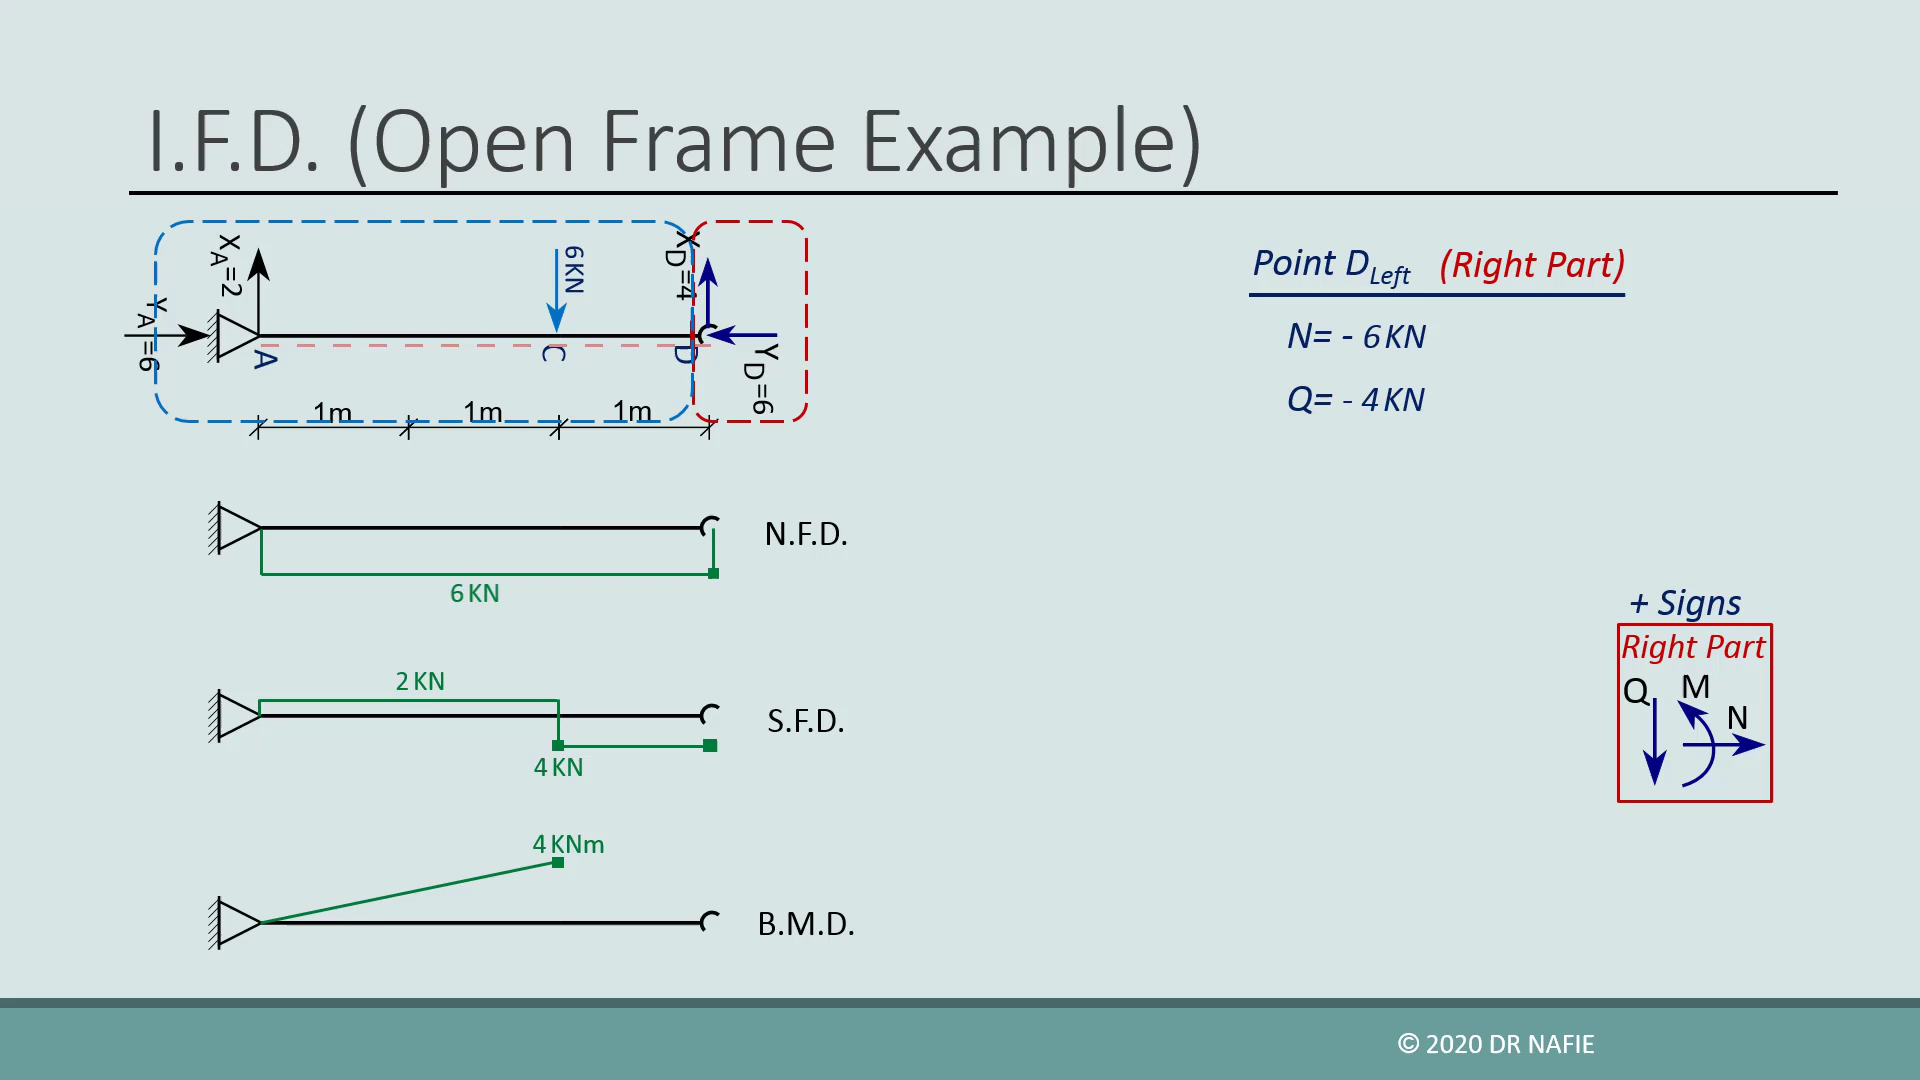 I.F.D. (Open Frame Example)
X_A=2
6 KN
X_D=4
Y_A=6
A
C
D
Y_D=6
1m 1m 1m
Point D_Left (Right Part)
N= - 6 KN
Q= - 4 KN
N.F.D.
6 KN
2 KN
S.F.D.
4 KN
4 KNm
B.M.D.
+ Signs
Right Part
Q M
N
© 2020 DR NAFIE